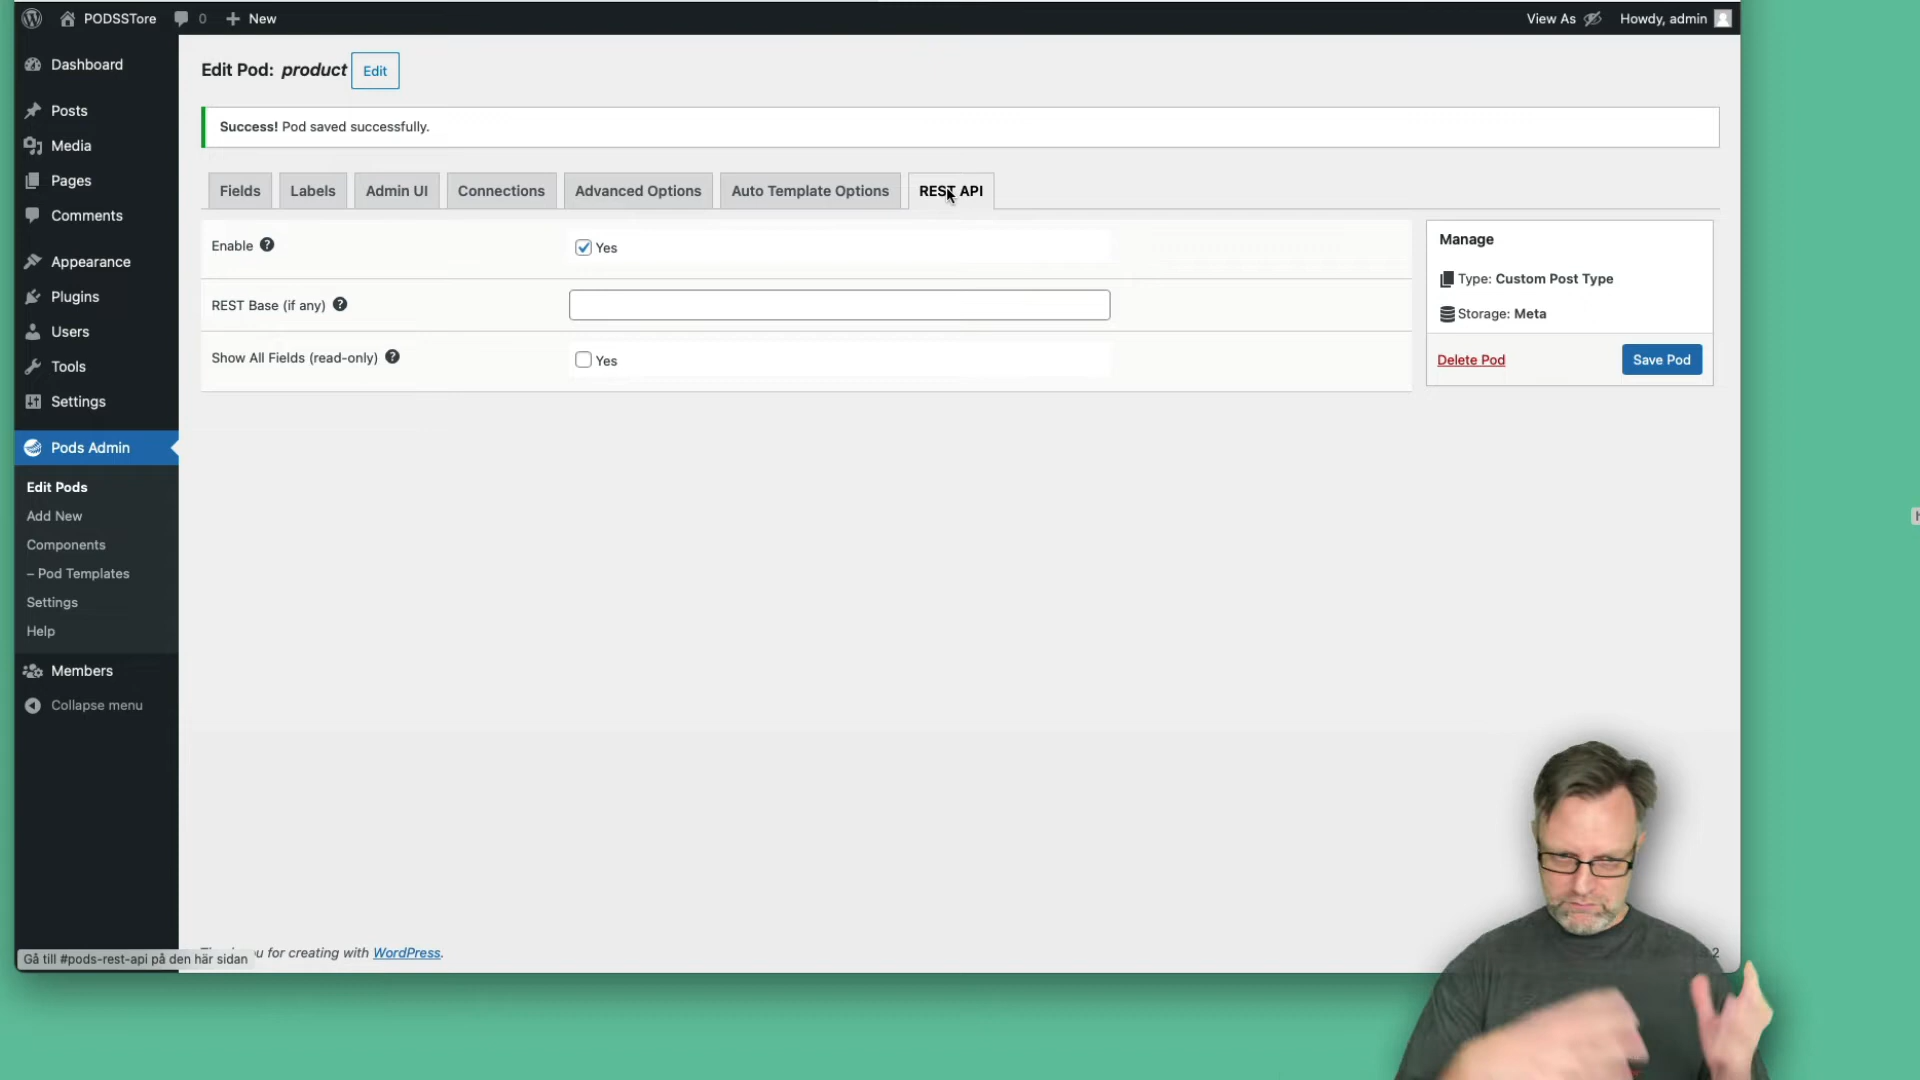 PODSSTore 0 New View As Howdy, admin
Dashboard
Posts
Media
Pages
Comments
Appearance
Plugins
Users
Tools
Settings
Pods Admin
Edit Pods
Add New
Components
– Pod Templates
Settings
Help
Members
Collapse menu
Edit Pod: product Edit
Success! Pod saved successfully.
Fields Labels Admin UI Connections Advanced Options Auto Template Options REST API
Enable ? Yes
REST Base (if any) ?
Show All Fields (read-only) ? Yes
Manage
Type: Custom Post Type
Storage: Meta
Delete Pod Save Pod
for creating with WordPress.
Gå till #pods-rest-api på den här sidan